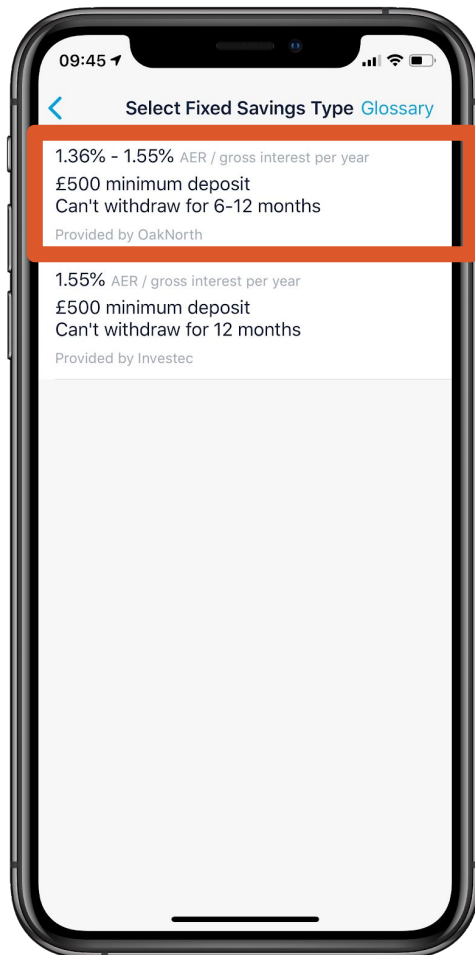 09:45
Select Fixed Savings Type Glossary
1.36% - 1.55% AER / gross interest per year
£500 minimum deposit
Can't withdraw for 6-12 months
Provided by OakNorth
1.55% AER / gross interest per year
£500 minimum deposit
Can't withdraw for 12 months
Provided by Investec